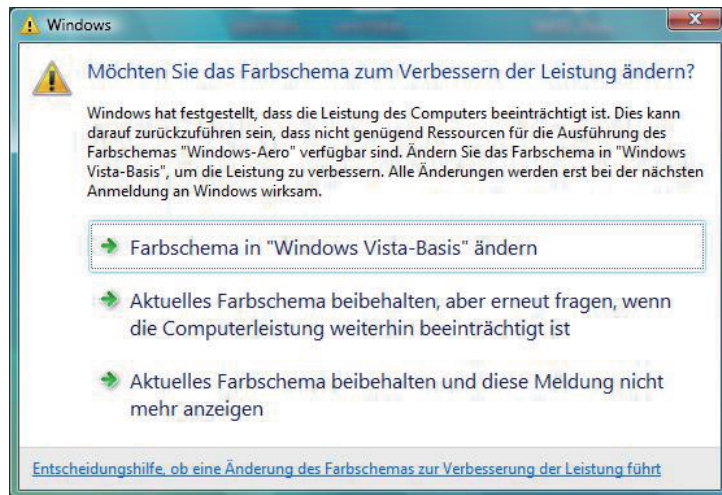 Windows
Möchten Sie das Farbschema zum Verbessern der Leistung ändern?
Windows hat festgestellt, dass die Leistung des Computers beeinträchtigt ist. Dies kann
darauf zurückzuführen sein, dass nicht genügend Ressourcen für die Ausführung des
Farbschemas "Windows-Aero" verfügbar sind. Ändern Sie das Farbschema in "Windows
Vista-Basis", um die Leistung zu verbessern. Alle Änderungen werden erst bei der nächsten
Anmeldung an Windows wirksam.
Farbschema in "Windows Vista-Basis" ändern
Aktuelles Farbschema beibehalten, aber erneut fragen, wenn
die Computerleistung weiterhin beeinträchtigt ist
Aktuelles Farbschema beibehalten und diese Meldung nicht
mehr anzeigen
Entscheidungshilfe, ob eine Änderung des Farbschemas zur Verbesserung der Leistung führt